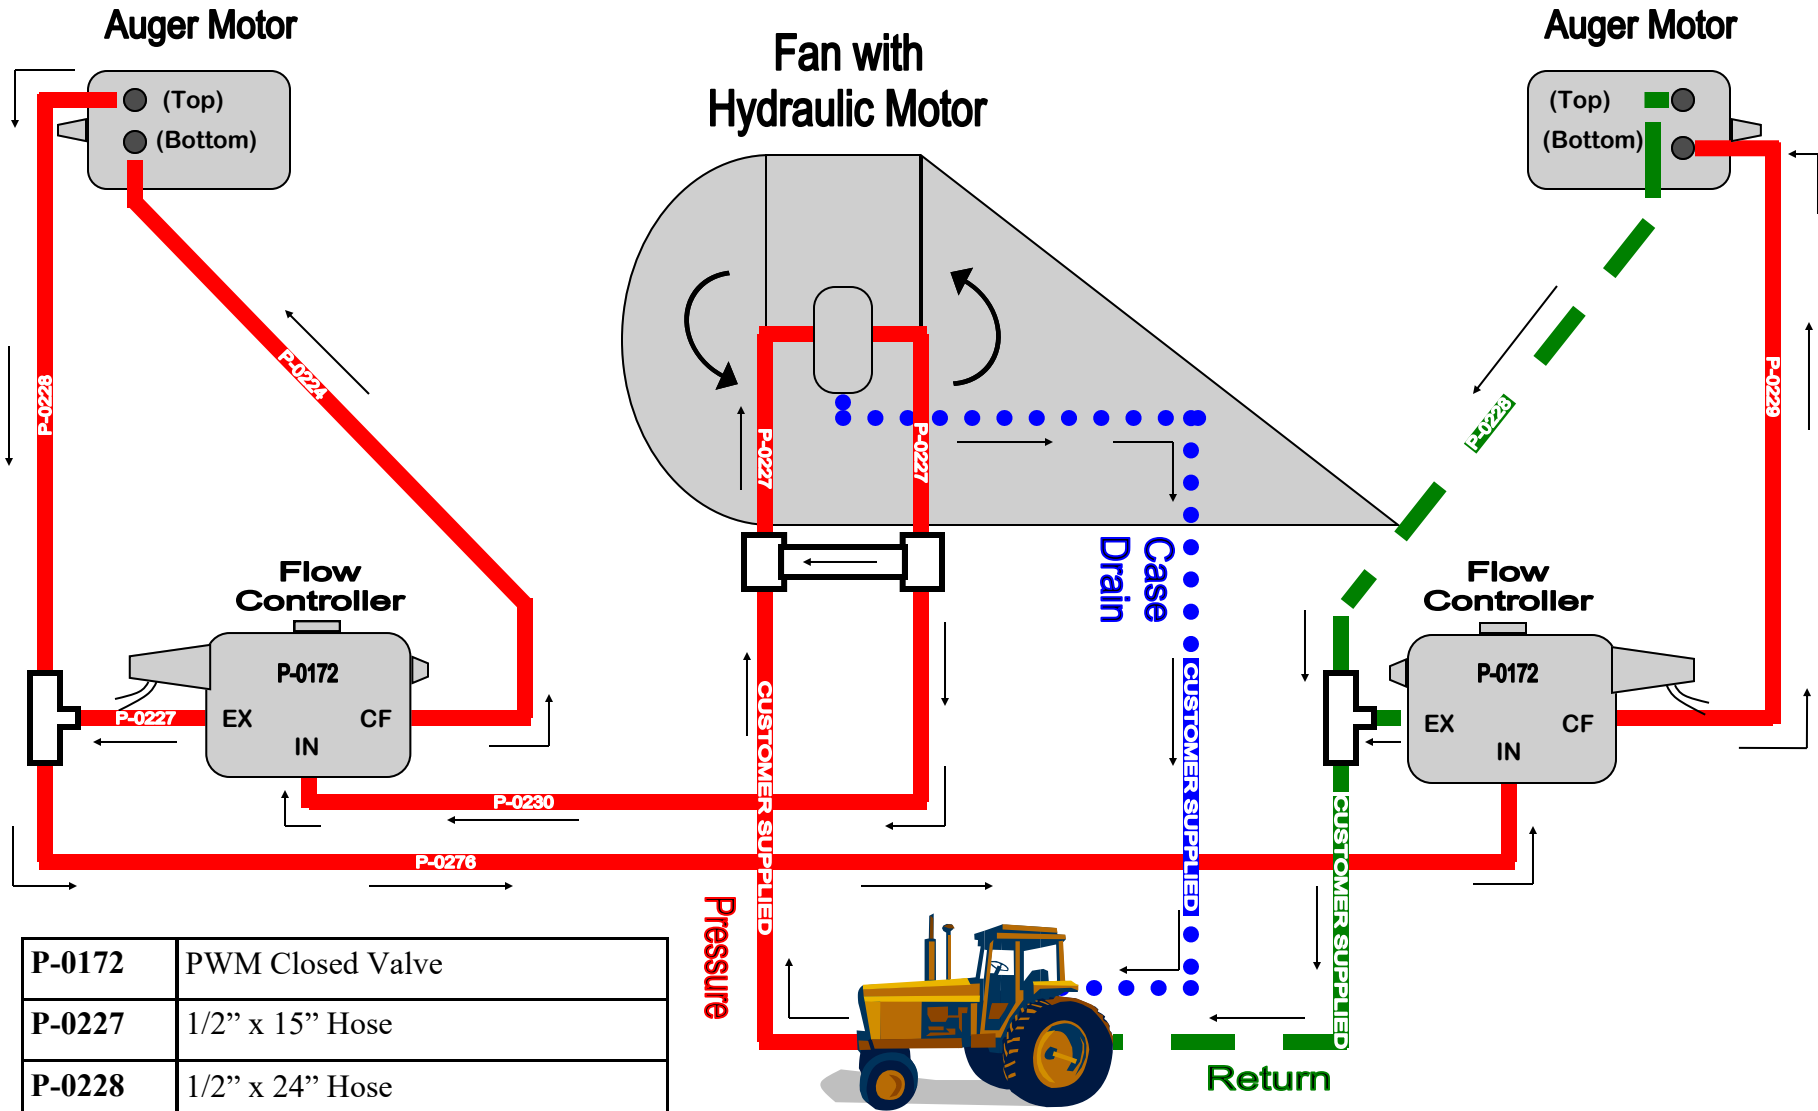 Auger Motor
(Top)
(Bottom)
Fan with
Hydraulic Motor
Auger Motor
(Top)
(Bottom)
P-0228
P-0224
P-0227
P-0227
P-0228
P-0229
Case
Drain
Flow
Controller
P-0172
EX
CF
IN
P-0227
Flow
Controller
P-0172
EX
CF
IN
P-0230
P-0276
CUSTOMER SUPPLIED
CUSTOMER SUPPLIED
CUSTOMER SUPPLIED
Pressure
Return
P-0172 PWM Closed Valve
P-0227 1/2” x 15” Hose
P-0228 1/2” x 24” Hose